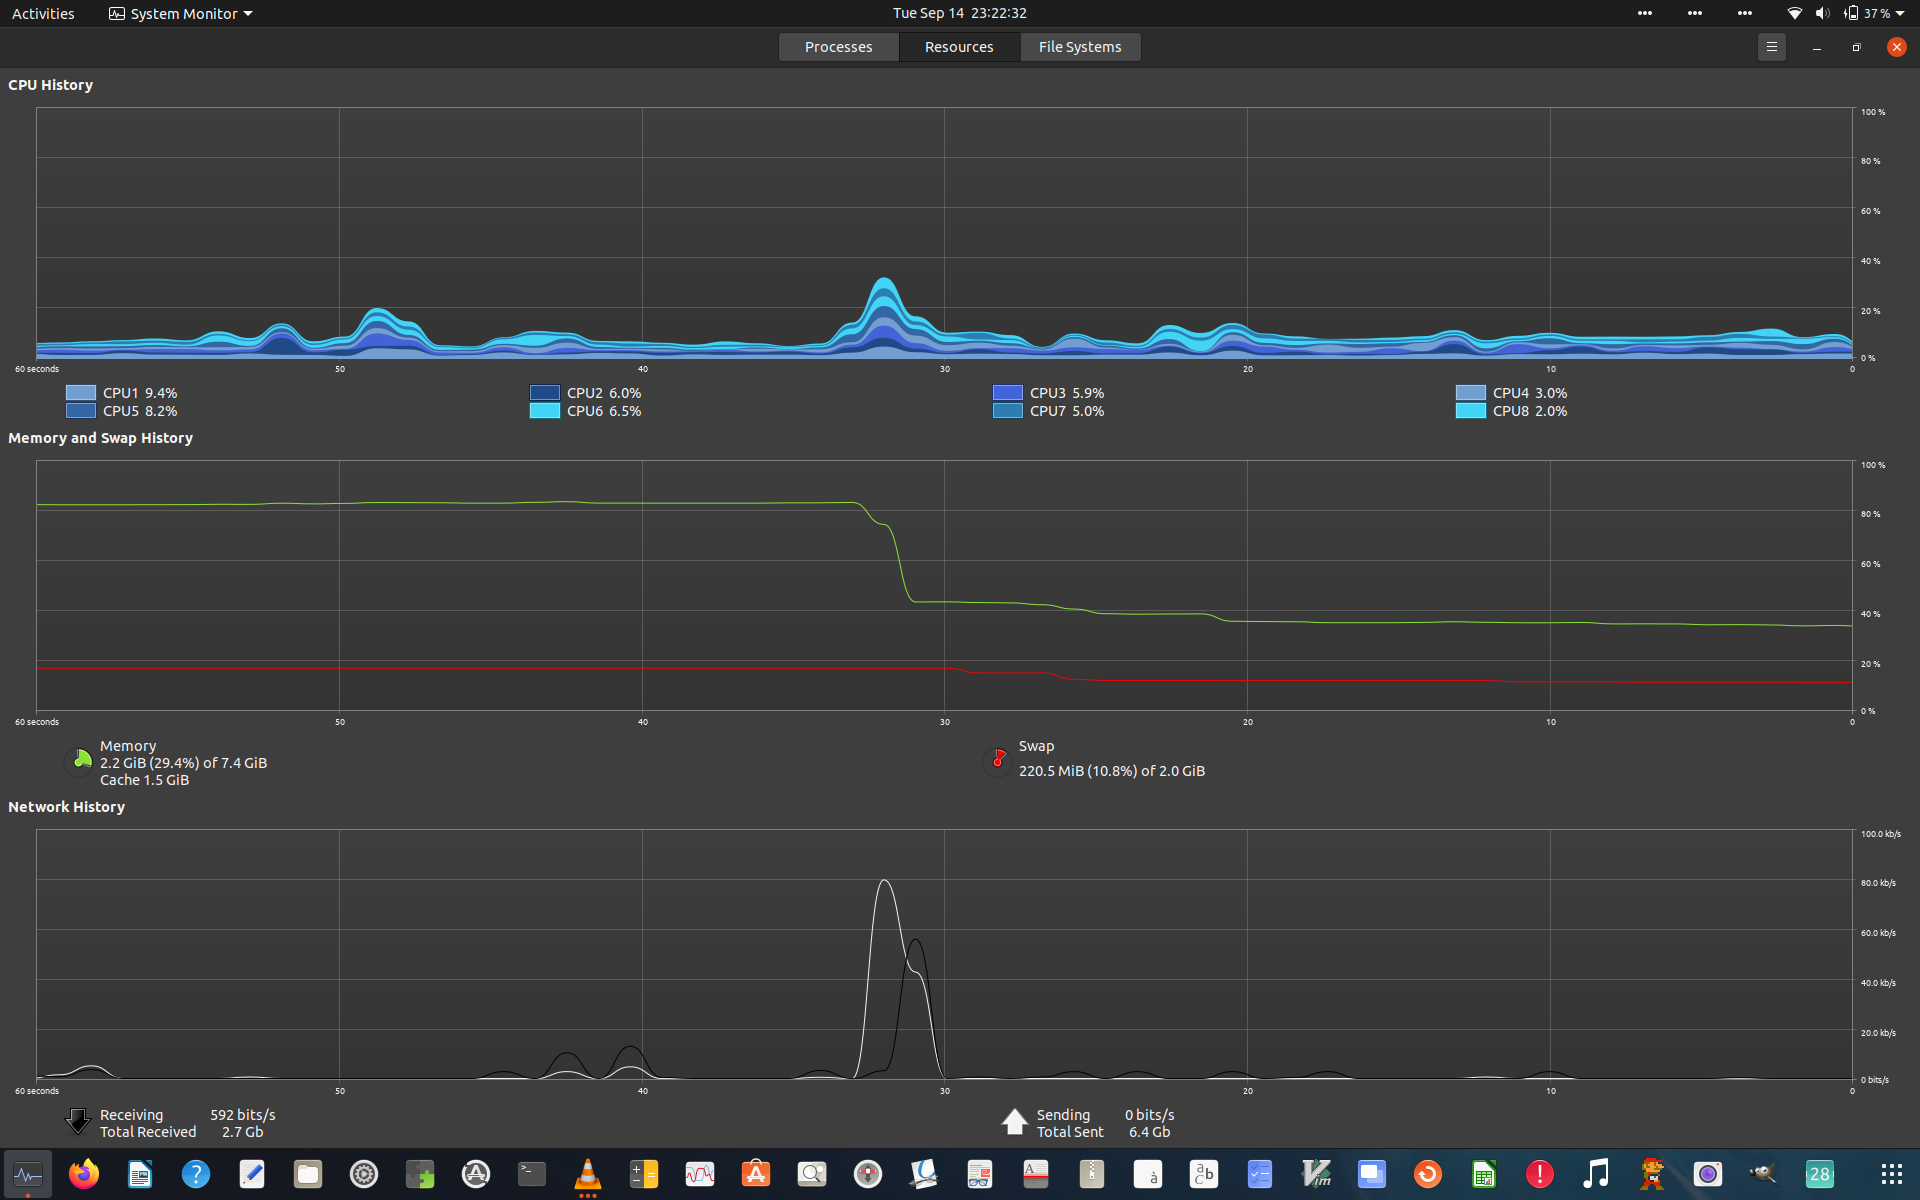 Activities System Monitor Tue Sep 14 23:22:32 37 %
Processes Resources File Systems
CPU History
100 %
80 %
60 %
40 %
20 %
0 %
60 seconds 50 40 30 20 10 0
CPU1 9.4% CPU2 6.0% CPU3 5.9% CPU4 3.0%
CPU5 8.2% CPU6 6.5% CPU7 5.0% CPU8 2.0%
Memory and Swap History
100 %
80 %
60 %
40 %
20 %
0 %
60 seconds 50 40 30 20 10 0
Memory
2.2 GiB (29.4%) of 7.4 GiB
Cache 1.5 GiB
Swap
220.5 MiB (10.8%) of 2.0 GiB
Network History
100.0 kb/s
80.0 kb/s
60.0 kb/s
40.0 kb/s
20.0 kb/s
0 bits/s
60 seconds 50 40 30 20 10 0
Receiving 592 bits/s
Total Received 2.7 Gb
Sending 0 bits/s
Total Sent 6.4 Gb
? >_ A à a b c Vim ! 28